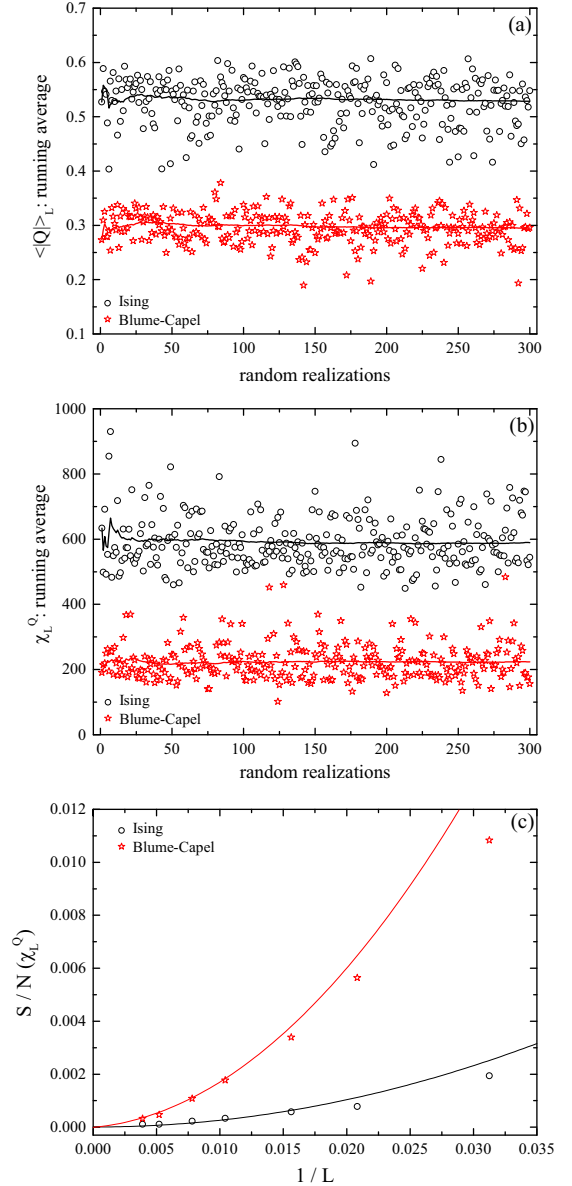 (a)
0.7
0.6
0.5
0.4
0.3
0.2
0.1
<|Q|>_L : running average
Ising
Blume-Capel
0 50 100 150 200 250 300
random realizations
(b)
1000
800
600
400
200
0
χ_L^Q: running average
Ising
Blume-Capel
0 50 100 150 200 250 300
random realizations
(c)
0.012
0.010
0.008
0.006
0.004
0.002
0.000
S / N (χ_L^Q)
Ising
Blume-Capel
0.000 0.005 0.010 0.015 0.020 0.025 0.030 0.035
1 / L